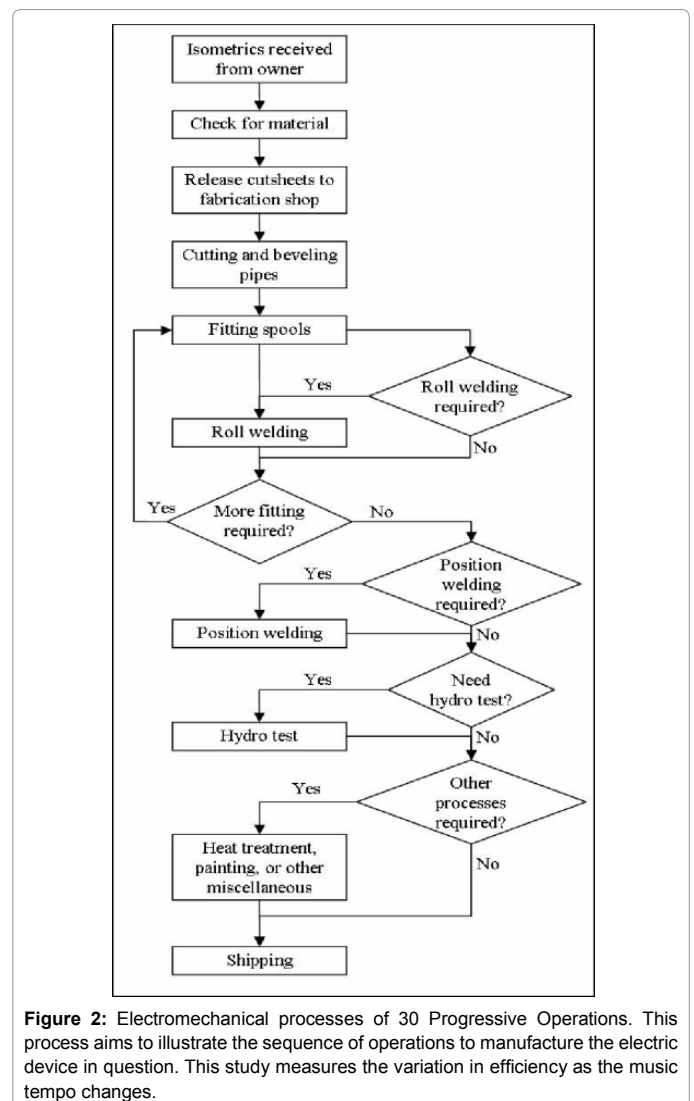 Isometrics received
from owner
Check for material
Release cutsheets to
fabrication shop
Cutting and beveling
pipes
Fitting spools
Yes
Roll welding
required?
Roll welding
No
Yes
More fitting
required?
No
Position
welding
required?
Yes
Position welding
No
Need
hydro test?
Yes
Hydro test
No
Other
processes
required?
Yes
Heat treatment,
painting, or other
miscellaneous
No
Shipping
Figure 2: Electromechanical processes of 30 Progressive Operations. This
process aims to illustrate the sequence of operations to manufacture the electric
device in question. This study measures the variation in efficiency as the music
tempo changes.